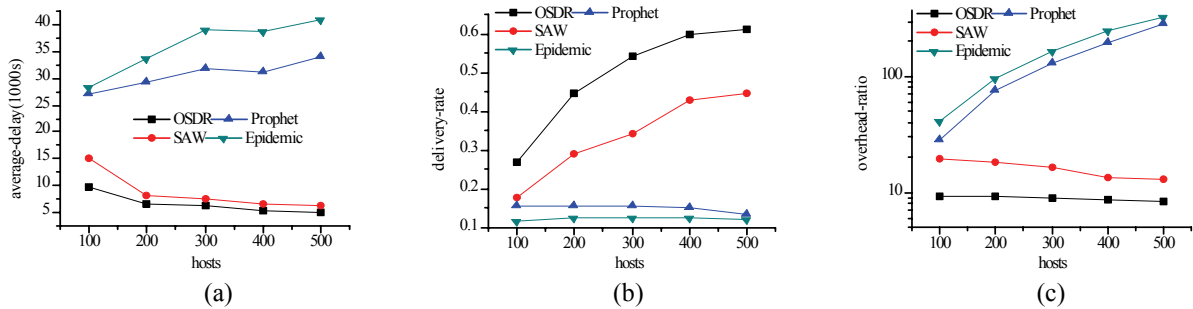 average-delay(1000s)
40
35
30
25
20
15
10
5
OSDR
Prophet
SAW
Epidemic
100 200 300 400 500
hosts
(a)
delivery-rate
0.7
0.6
0.5
0.4
0.3
0.2
0.1
OSDR
Prophet
SAW
Epidemic
100 200 300 400 500
hosts
(b)
overhead-ratio
100
10
OSDR
Prophet
SAW
Epidemic
100 200 300 400 500
hosts
(c)